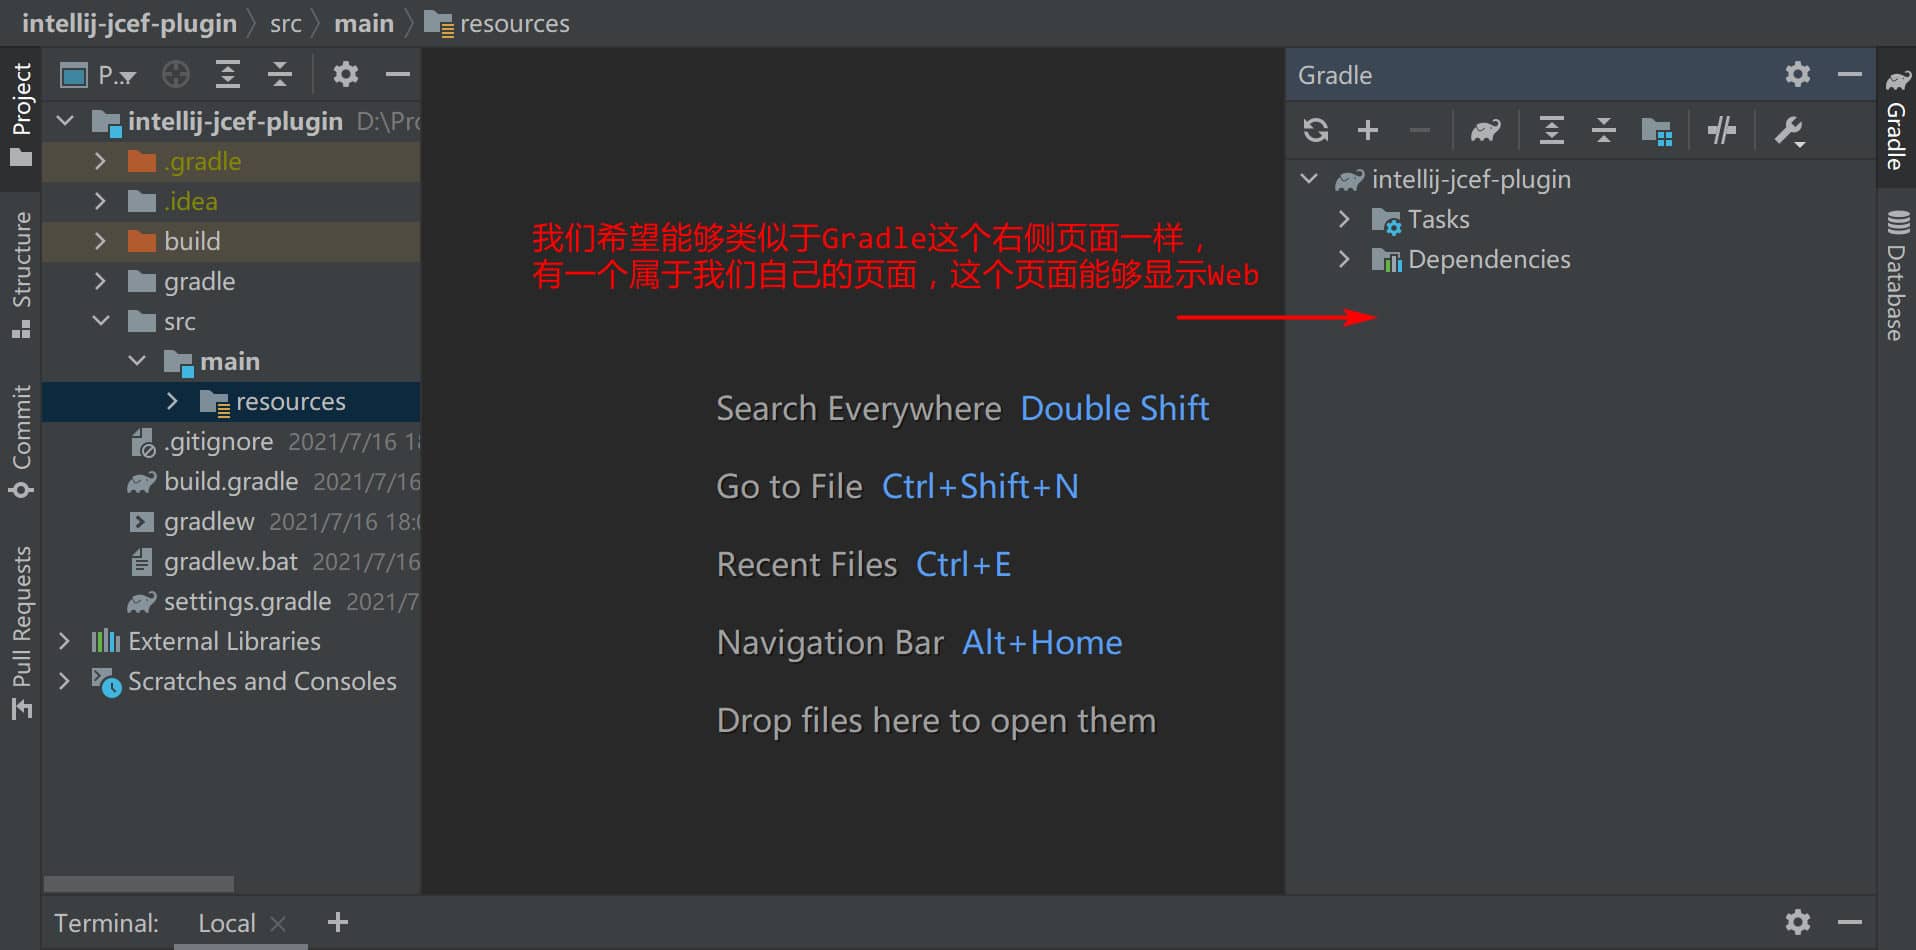 intellij-jcef-plugin
src
main
resources
Project
Structure
Commit
Pull Requests
P...
intellij-jcef-plugin D:\Prc
.gradle
.idea
build
gradle
src
main
resources
.gitignore 2021/7/16 18
build.gradle 2021/7/16
gradlew 2021/7/16 18:0
gradlew.bat 2021/7/16
settings.gradle 2021/7
External Libraries
Scratches and Consoles
我们希望能够类似于Gradle这个右侧页面一样，
有一个属于我们自己的页面，这个页面能够显示Web
Search Everywhere Double Shift
Go to File Ctrl+Shift+N
Recent Files Ctrl+E
Navigation Bar Alt+Home
Drop files here to open them
Gradle
intellij-jcef-plugin
Tasks
Dependencies
Gradle
Database
Terminal:
Local